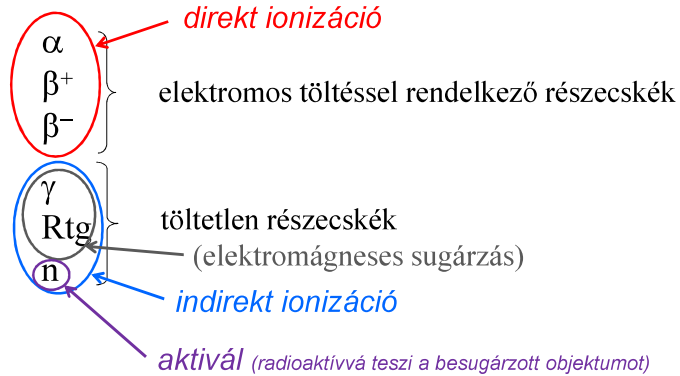 direkt ionizáció
α
β⁺
elektromos töltéssel rendelkező részecskék
β⁻
γ
Rtg
töltetlen részecskék
(elektromágneses sugárzás)
n
indirekt ionizáció
aktivál (radioaktívvá teszi a besugárzott objektumot)